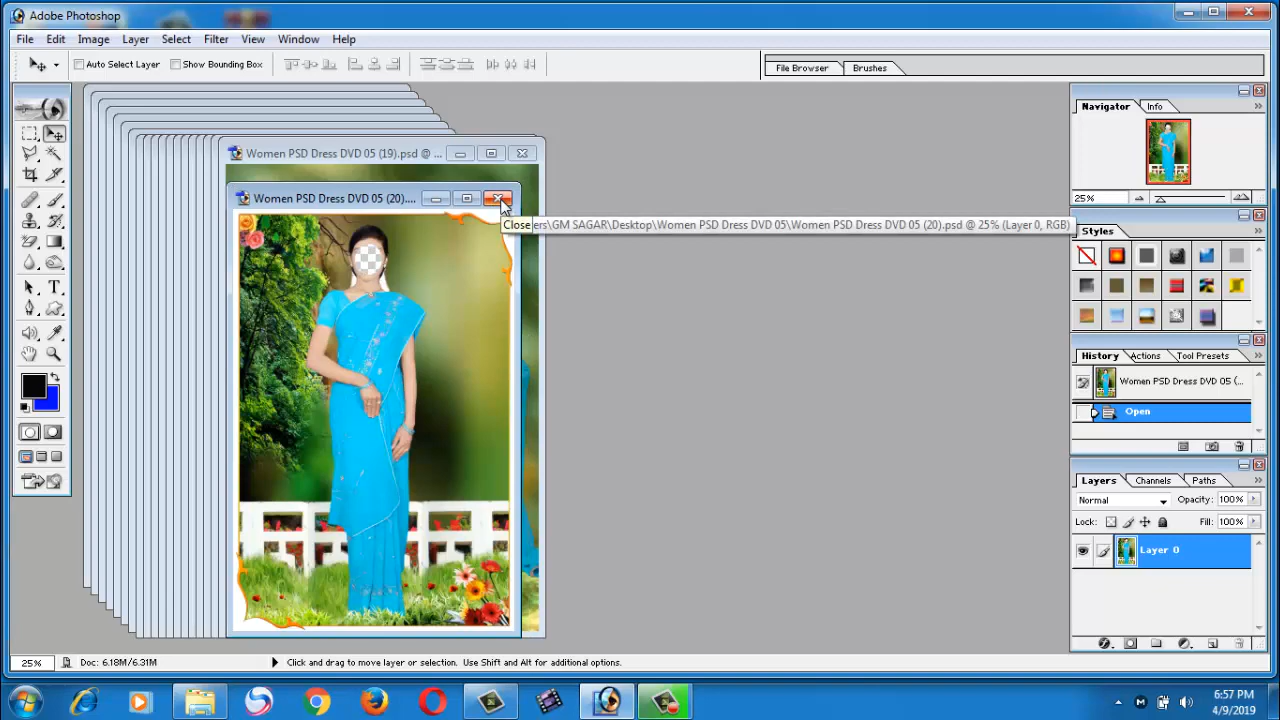 Adobe Photoshop
File Edit Image Layer Select Filter View Window Help
Auto Select Layer Show Bounding Box
File Browser Brushes
Navigator Info
25%
Women PSD Dress DVD 05 (19).psd @ ...
Women PSD Dress DVD 05 (20)....
Close
ers\GM SAGAR\Desktop\Women PSD Dress DVD 05\Women PSD Dress DVD 05 (20).psd @ 25% (Layer 0, RGB)
Styles
History Actions Tool Presets
Women PSD Dress DVD 05 (...
Open
Layers Channels Paths
Normal Opacity: 100%
Lock: Fill: 100%
Layer 0
25% Doc: 6.18M/6.31M Click and drag to move layer or selection. Use Shift and Alt for additional options.
6:57 PM
4/9/2019